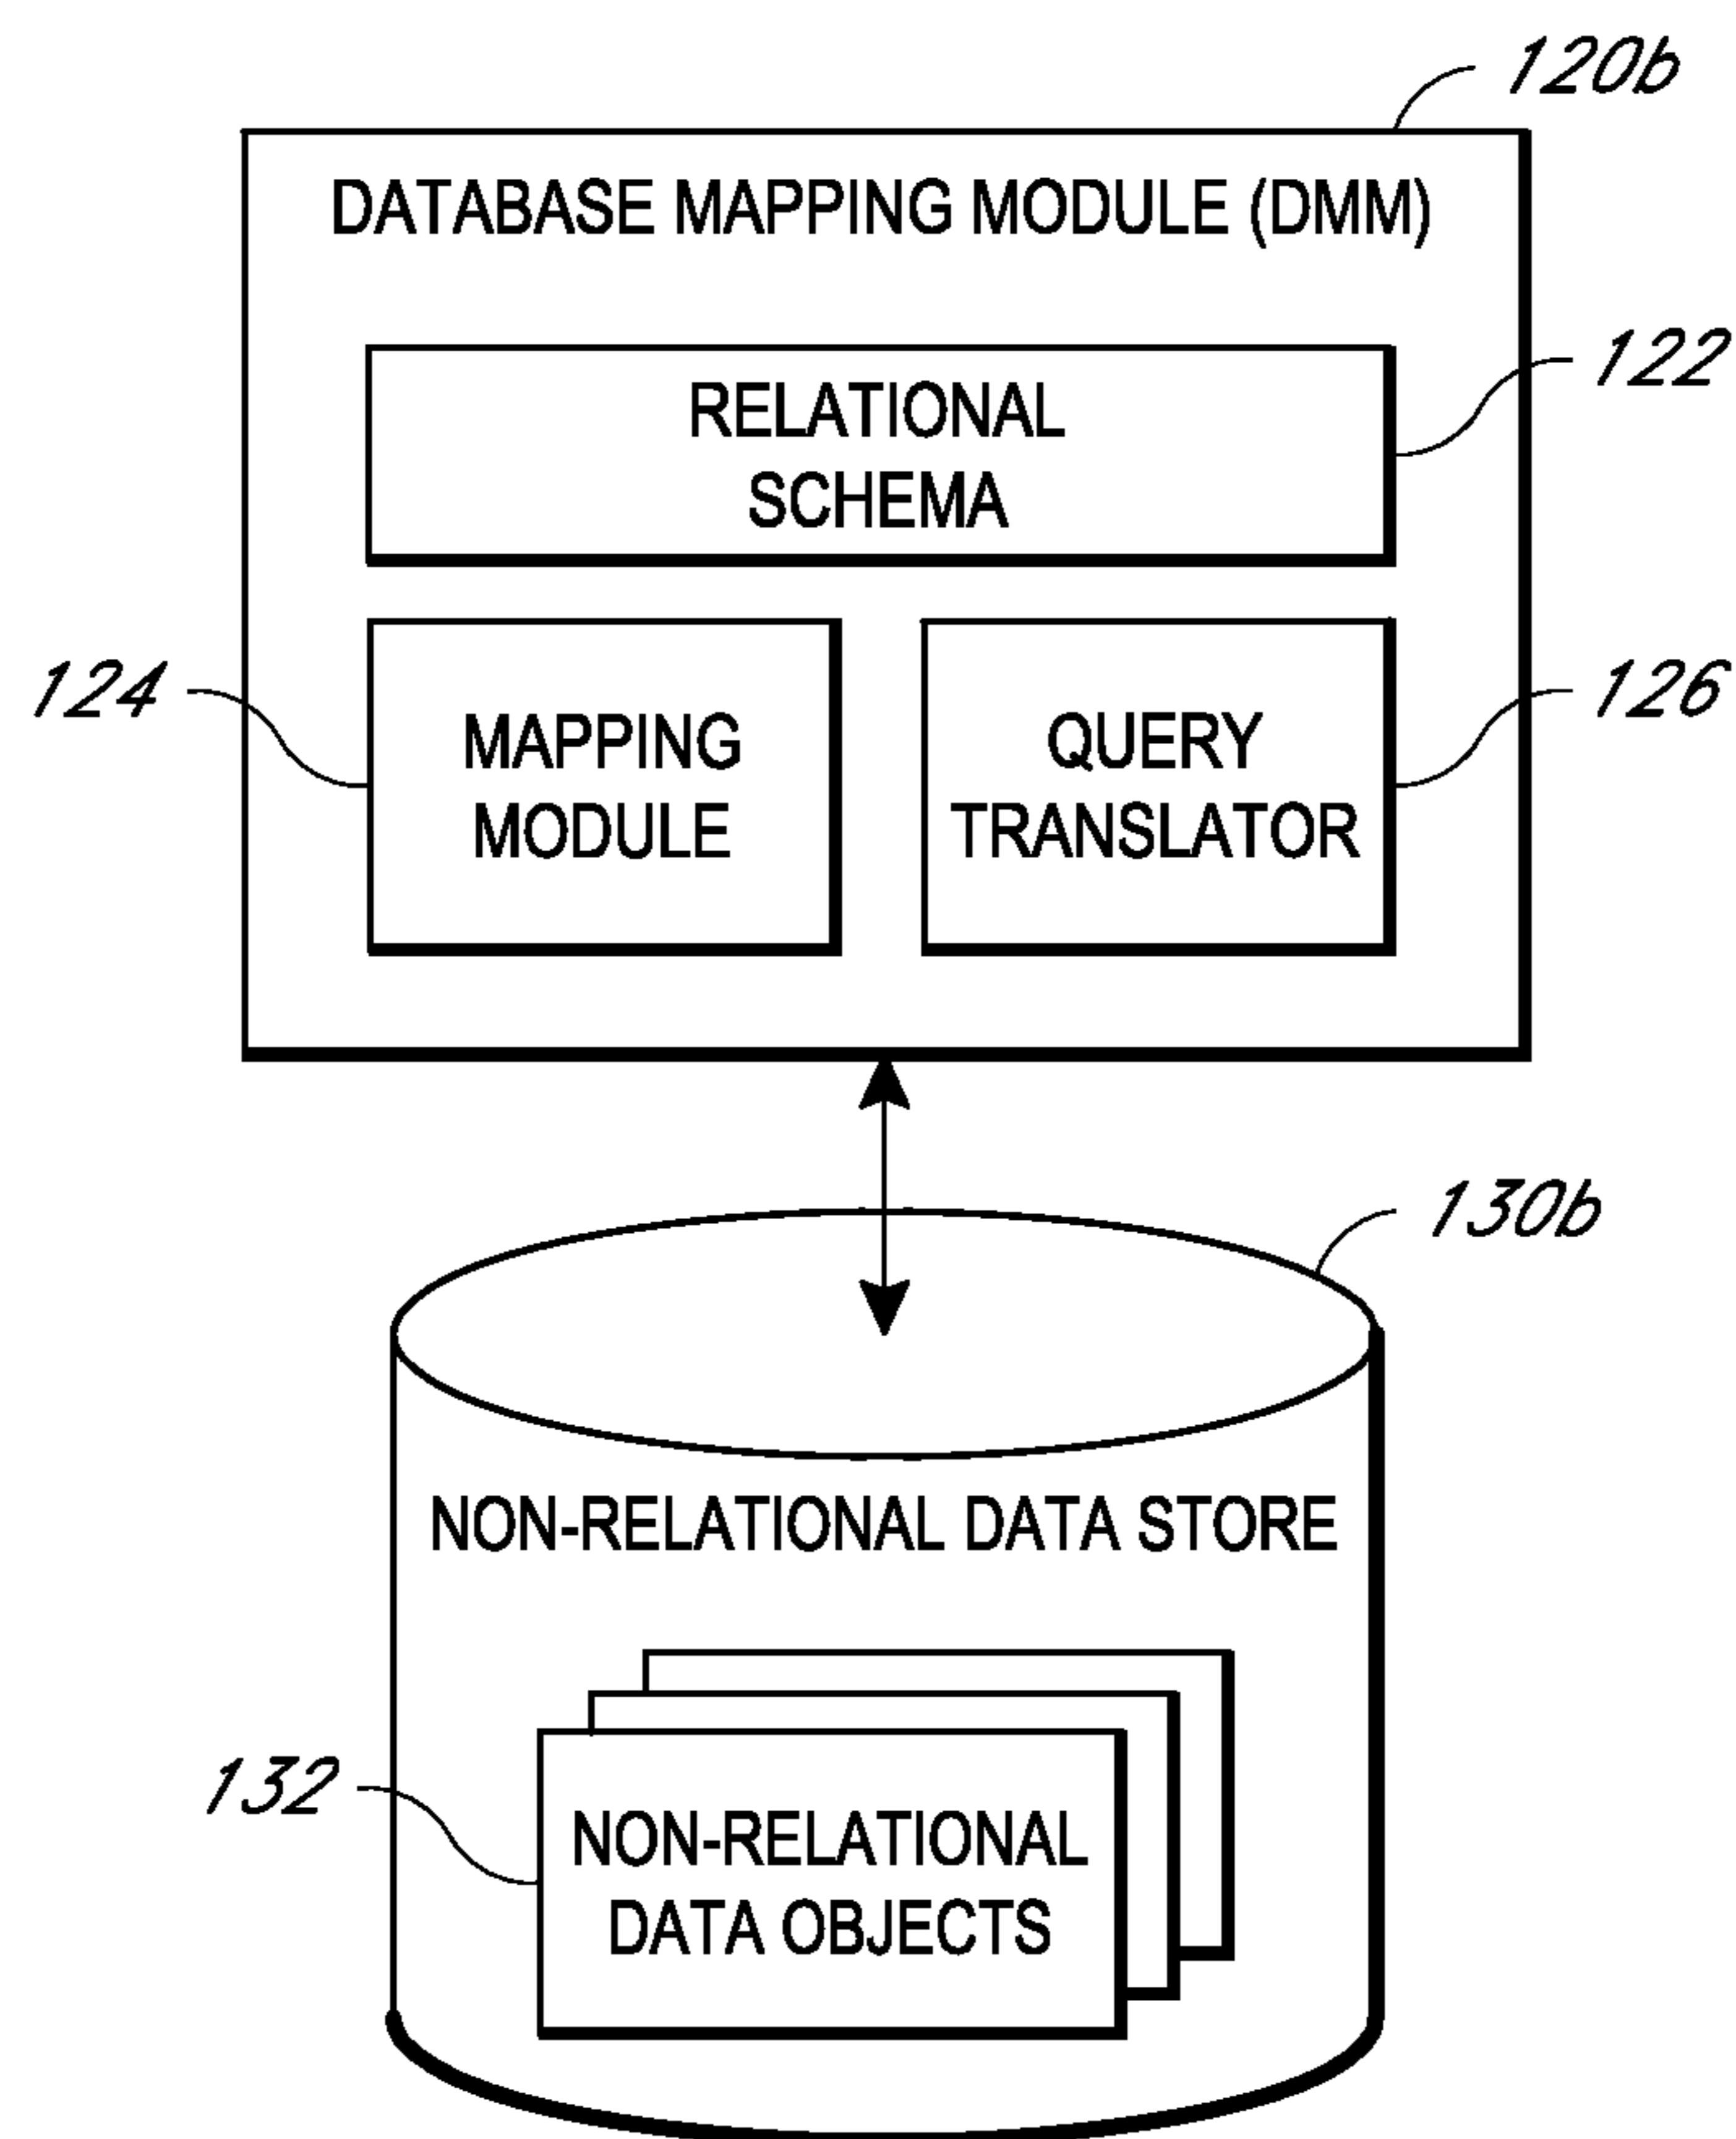 120b
DATABASE MAPPING MODULE (DMM)
122
RELATIONAL
SCHEMA
124
126
MAPPING
MODULE
QUERY
TRANSLATOR
130b
NON-RELATIONAL DATA STORE
132
NON-RELATIONAL
DATA OBJECTS